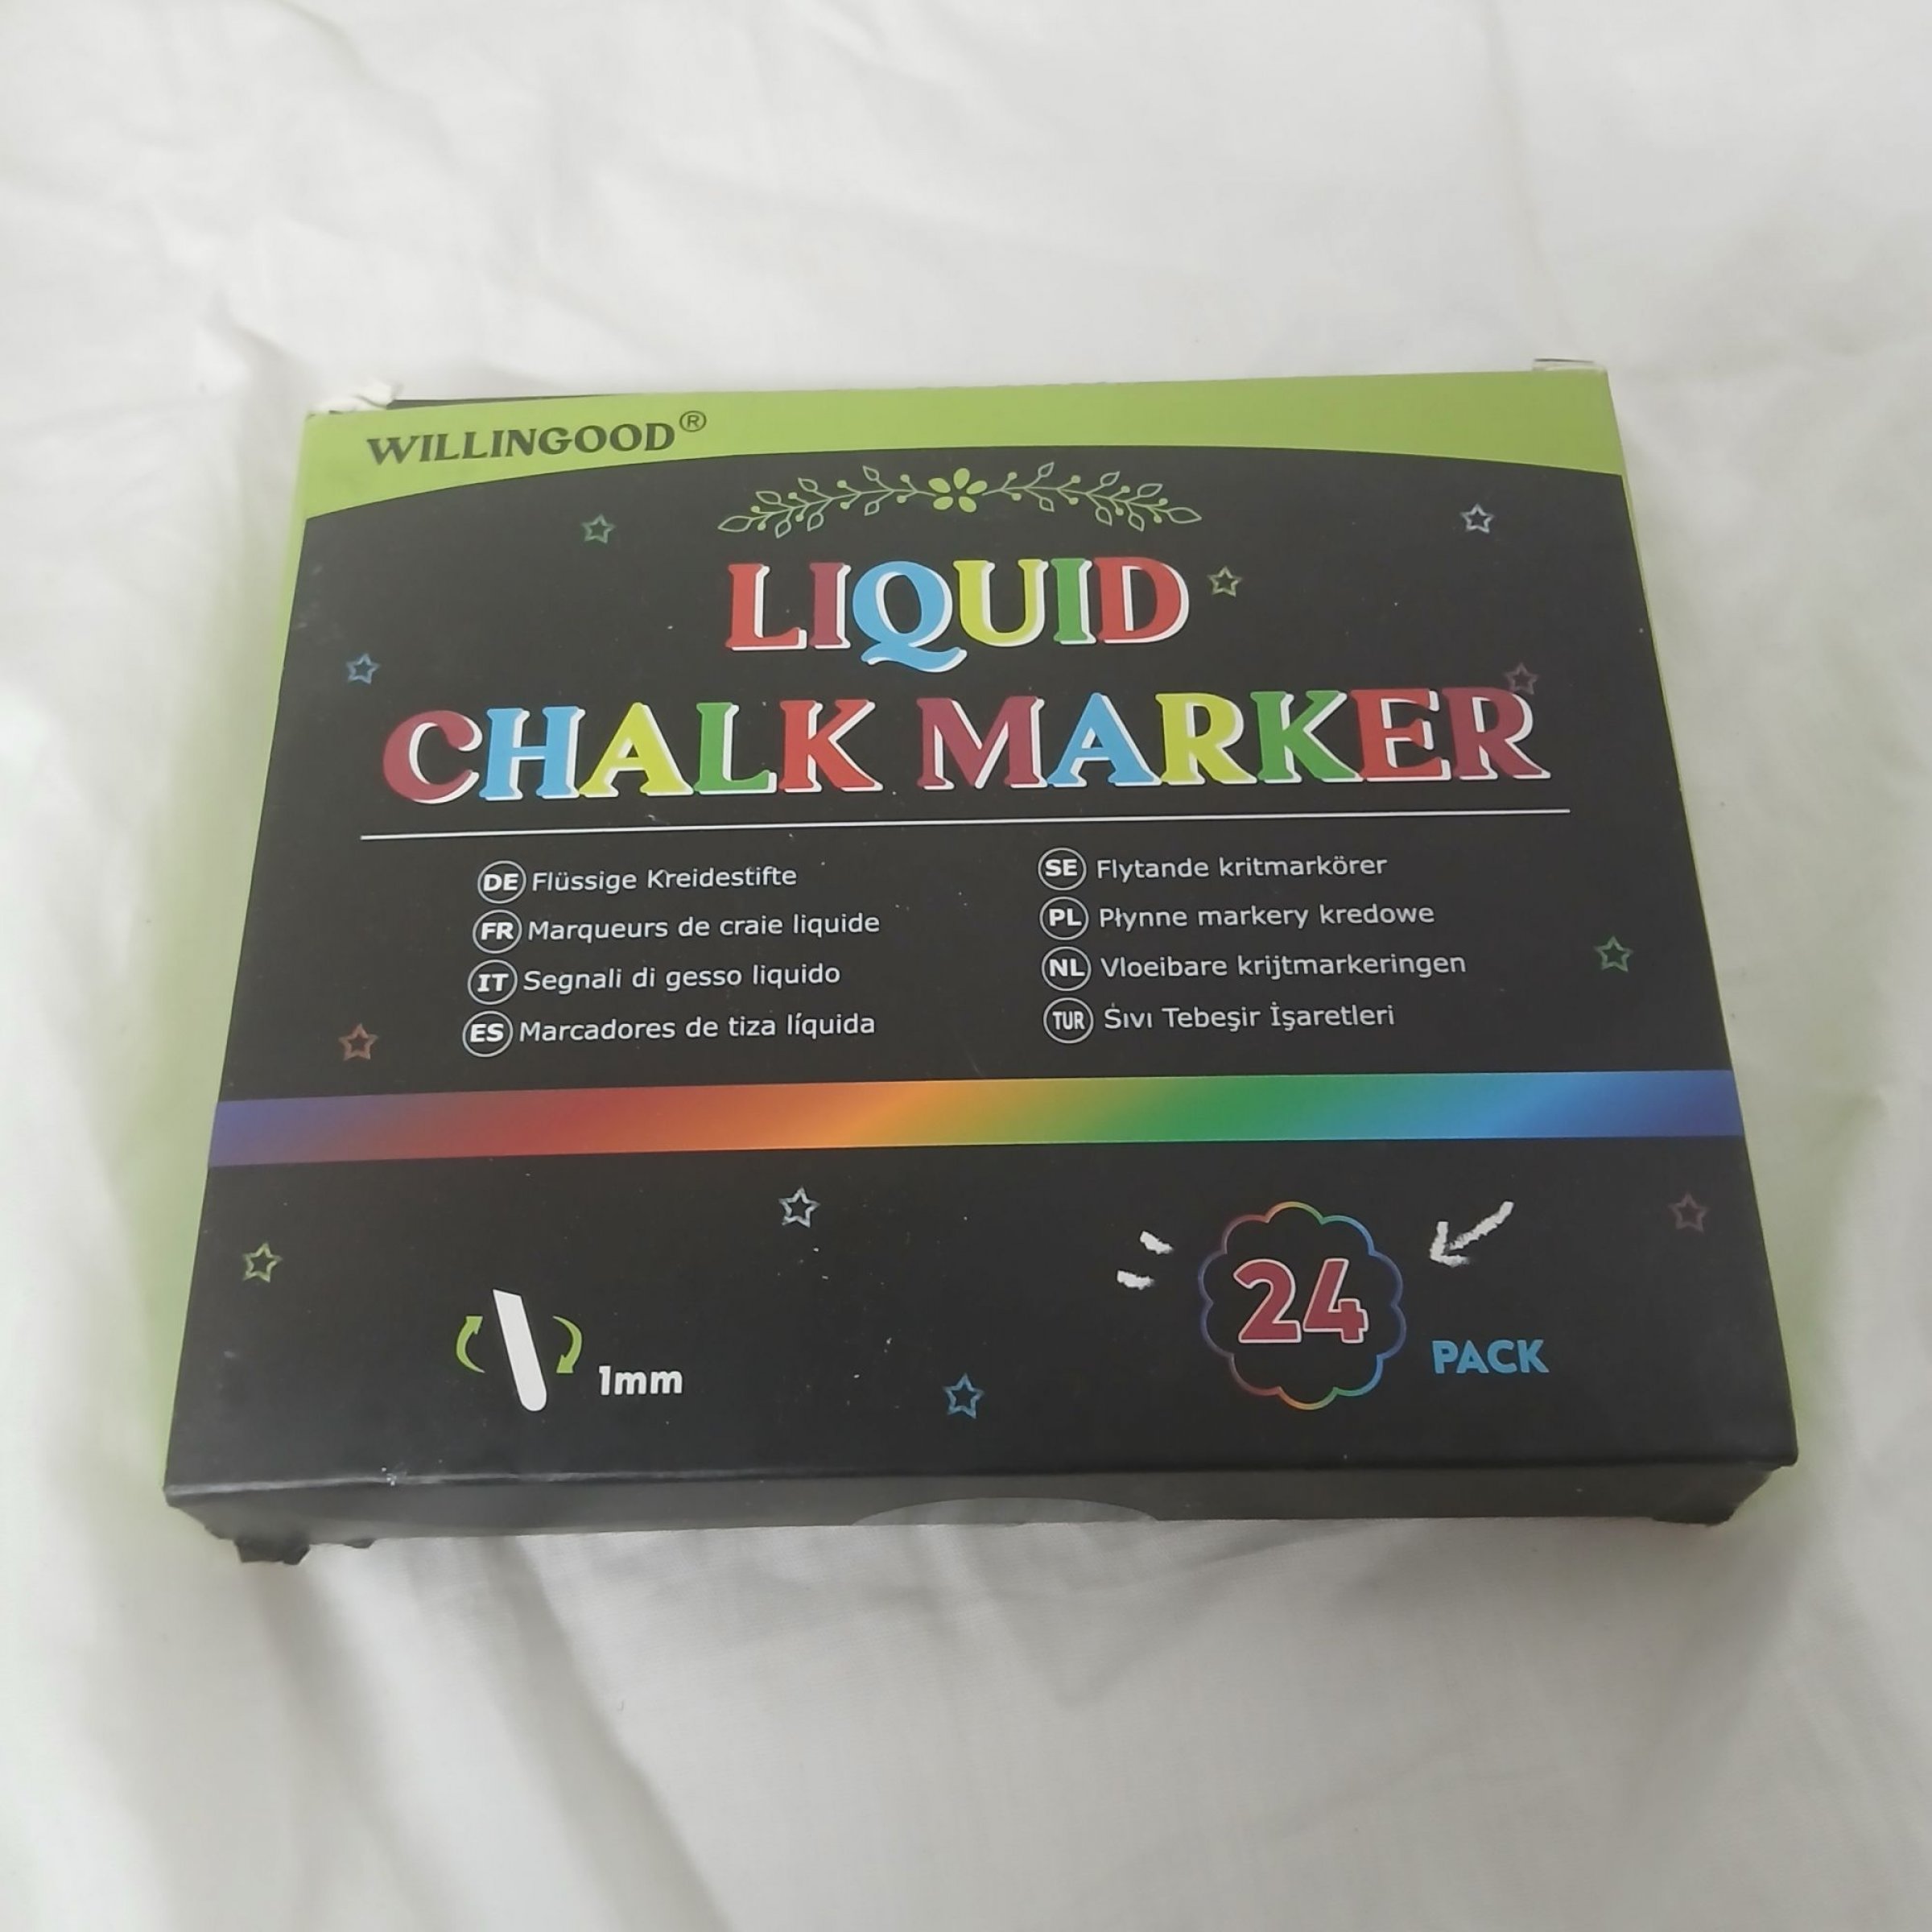 WILLINGOOD®
LIQUID
CHALK MARKER
DE Flüssige Kreidestifte
FR Marqueurs de craie liquide
IT Segnali di gesso liquido
ES Marcadores de tiza líquida
SE Flytande kritmarkörer
PL Płynne markery kredowe
NL Vloeibare krijtmarkeringen
TUR Sıvı Tebeşir İşaretleri
1mm
24
PACK